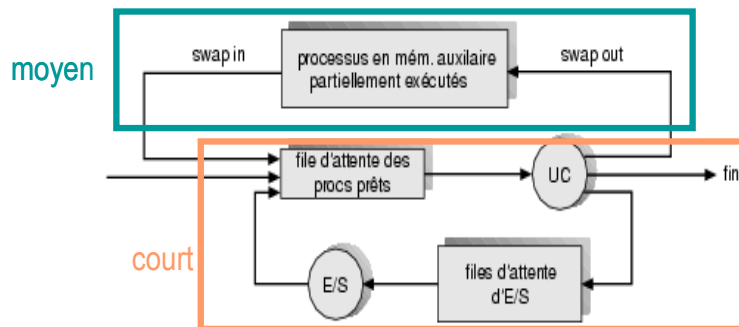 swap in
processus en mém. auxilaire
partiellement exécutés
swap out
moyen
file d'attente des
procs prêts
UC
fin
court
E/S
files d'attente
d'E/S